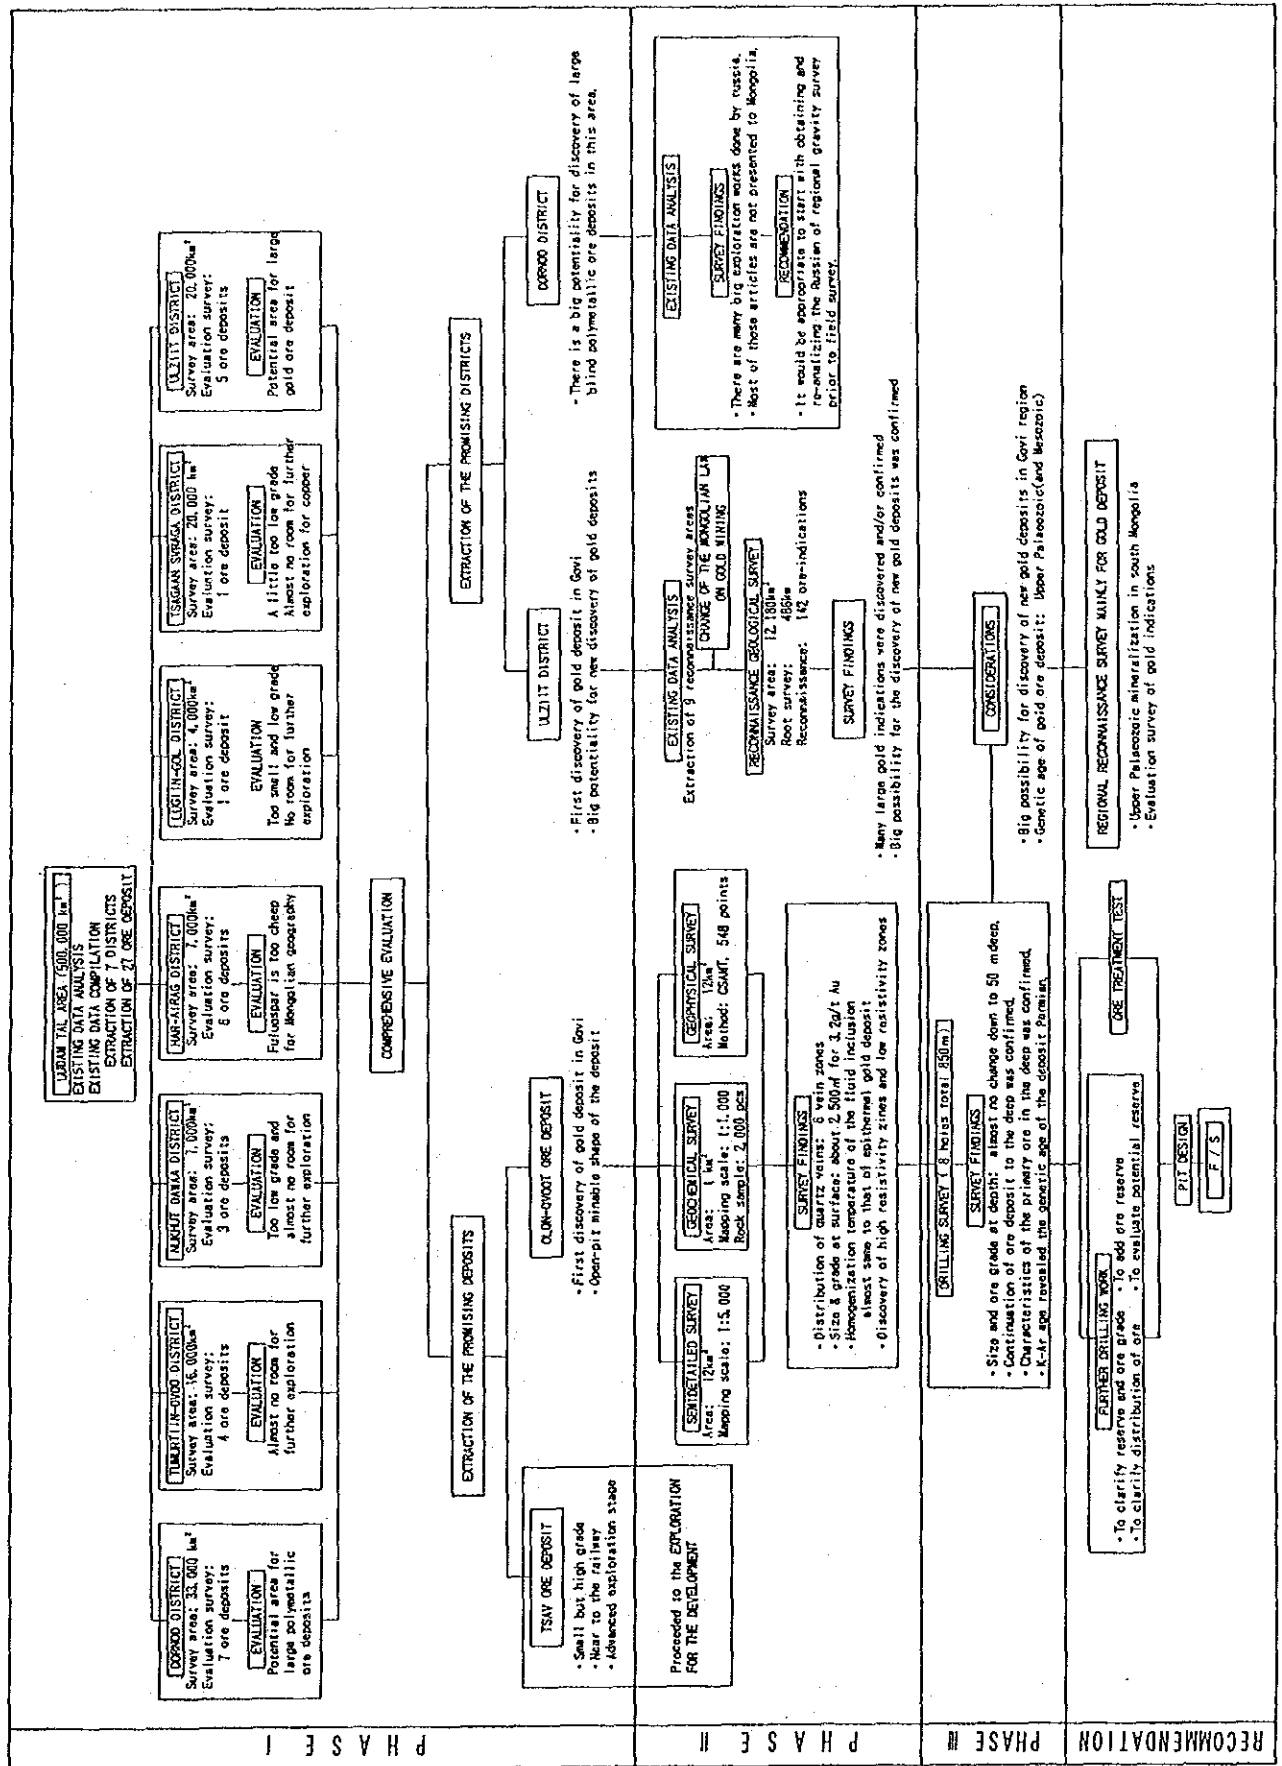 PHASE I
UUDAM TAL AREA (500,000 km²)
EXISTING DATA ANALYSIS
EXISTING DATA COMPILATION
EXTRACTION OF 7 DISTRICTS
EXTRACTION OF 27 ORE DEPOSIT
DORNOD DISTRICT
Survey area: 33,000 km²
Evaluation survey:
7 ore deposits
EVALUATION
Potential area for
large polymetallic
ore deposits
TUMURTIIN-OVOO DISTRICT
Survey area: 16,000km²
Evaluation survey:
4 ore deposits
EVALUATION
Almost no room for
further exploration
NUKHUT DAWAA DISTRICT
Survey area: 7,000km²
Evaluation survey:
3 ore deposits
EVALUATION
Too low grade and
almost no room for
further exploration
HAR-AIRAG DISTRICT
Survey area: 7,000km²
Evaluation survey:
6 ore deposits
EVALUATION
Fuluospar is too cheep
for Mongolian geography
LUGIIN-GOL DISTRICT
Survey area: 4,000km²
Evaluation survey:
1 ore deposit
EVALUATION
Too small and low grade
No room for further
exploration
TSAGAAN SVRAGA DISTRICT
Survey area: 20,000 km²
Evaluntion survey:
1 ore deposit
EVALUATION
A little too low grade
Almost no room for further
exploration for copper
ULZIIT DISTRICT
Survey area: 20,000km²
Evaluation survey:
5 ore deposits
EVALUATION
Potential area for large
gold ore deposit
COMPREHENSIVE EVALUATION
EXTRACTION OF THE PROMISING DEPOSITS
EXTRACTION OF THE PROMISING DISTRICTS
TSAV ORE DEPOSIT
• Small but high grade
• Near to the railway
• Advanced exploration stage
OLON-OVOOT ORE DEPOSIT
• First discovery of gold deposit in Govi
• Open-pit minable shape of the deposit
ULZIIT DISTRICT
• First discovery of gold deposit in Govi
• Big potentiality for new discovery of gold deposits
DORNOD DISTRICT
• There is a big potentiality for discovery of large
blind polymetallic ore deposits in this area.
PHASE II
Proceeded to the EXPLORATION
FOR THE DEVELOPMENT
SEMIDETAILED SURVEY
Area: 12km²
Mapping scale: 1:5,000
GEOCHEMICAL SURVEY
Area: 1 km²
Mapping scale: 1:1,000
Rock sample: 2,000 pcs
GEOPHYSICAL SURVEY
Area: 12km²
Method: CSAMT, 548 points
SURVEY FINDINGS
• Distribution of quartz veins: 6 vein zones
• Size & grade at surface: about 2,500㎡ for 3.2g/t Au
• Homogenization temperature of the fluid inclusion
almost same to that of epithermal gold deposit
• Discovery of high resistivity zines and low resistivity zones
EXISTING DATA ANALYSIS
Extraction of 9 reconnaissance survey areas
CHANGE OF THE MONGOLIAN LAW
ON GOLD MINING
RECONNAISSANCE GEOLOGICAL SURVEY
Survey area: 12,180km²
Root survey: 486km
Reconnaissance: 142 ore-indications
SURVEY FINDINGS
• Many large gold indications were discovered and/or confirmed
• Big possibility for the discovery of new gold deposits was confirmed
EXISTING DATA ANALYSIS
SURVEY FINDINGS
• There are many big exploration works done by russia.
• Most of those articles are not presented to Mongolia.
RECOMMENDATION
• It would be appropriate to start with obtaining and
re-analizing the Russian of regional gravity survey
prior to field survey.
PHASE III
DRILLING SURVEY ( 8 holes total 850m)
SURVEY FINDINGS
• Size and ore grade at depth: almost no change down to 50 mdeep.
• Continuation of ore deposit to the deep was confirmed.
• Characteristics of the primary ore in the deep was confirmed.
• K-Ar age revealed the genetic age of the deposit Parmian.
CONSIDERATIONS
• Big possibility for discovery of new gold deposits in Govi region
• Genetic age of gold ore deposit: Upper Palaeozoic(and Mesozoic)
RECOMMENDATION
FURTHER DRILLING WORK
• To clarify reserve and ore grade • To add ore reserve
• To clarify distribution of ore • To evaluate potential reserve
ORE TREATMENT TEST
PIT DESIGN
F / S
REGIONAL RECONNAISSANCE SURVEY MAINLY FOR GOLD DEPOSIT
• Upper Palaeozoic mineralization in south Mongolia
• Evaluation survey of gold indications